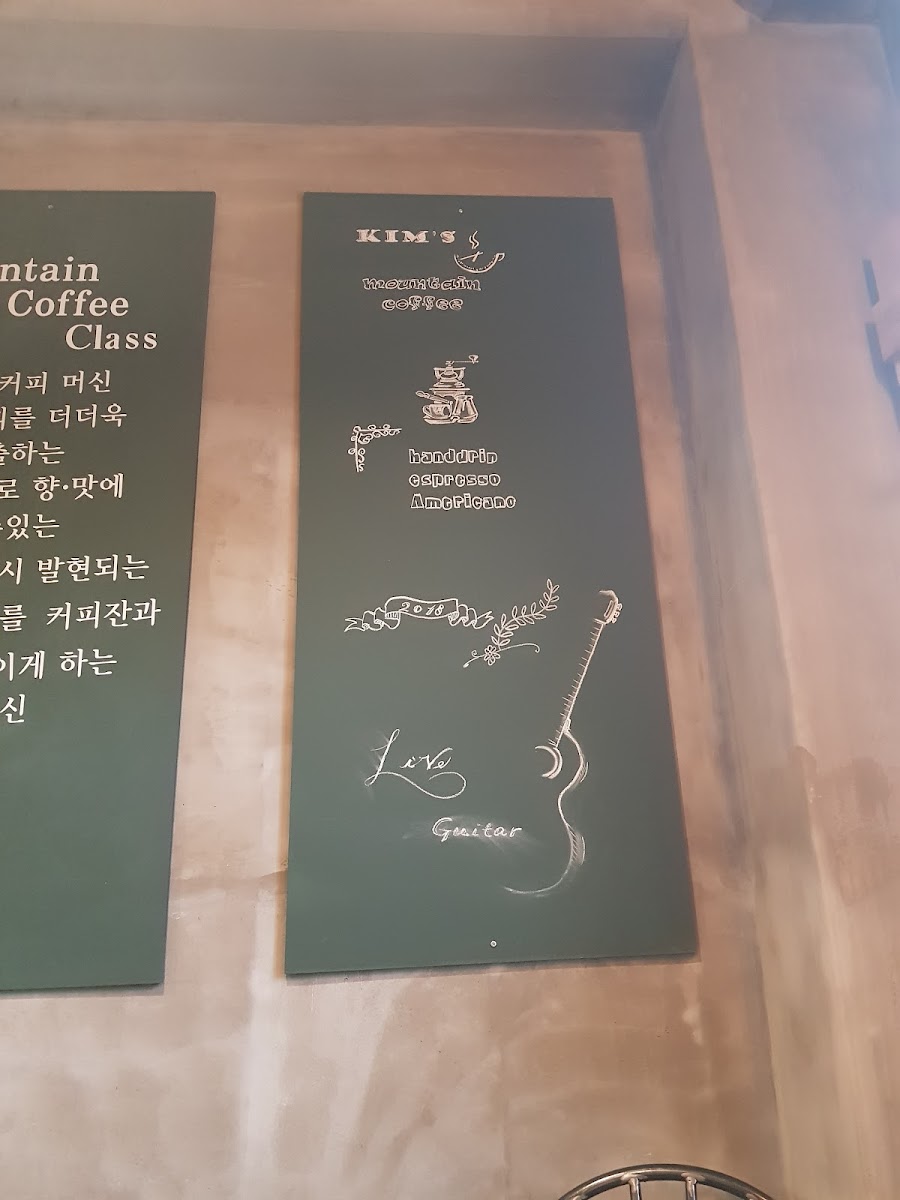 ntain
Coffee
Class
커피 머신
를 더더욱
출하는
로 향·맛에
있는
시 발현되는
를 커피잔과
이게 하는
신
KIM'S
mountain
coffee
handdrip
espresso
Americano
2018
Live
Guitar